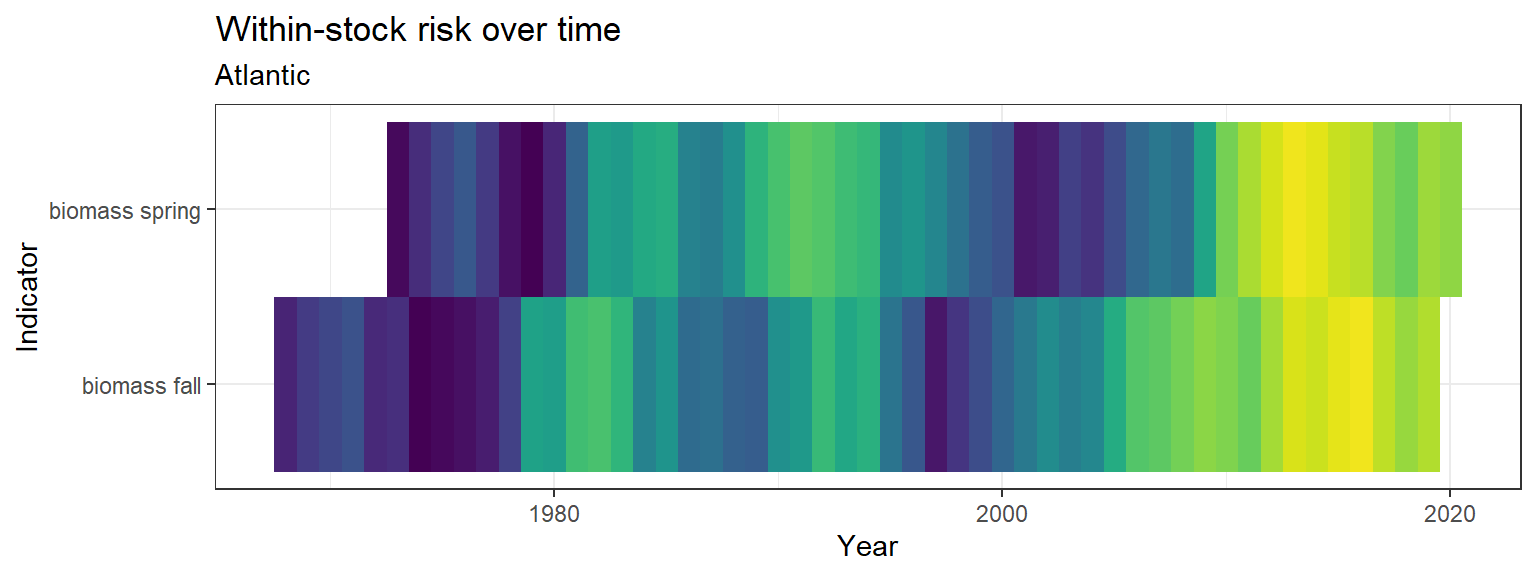 Within-stock risk over time
Atlantic
Indicator
biomass spring
biomass fall
1980
2000
2020
Year